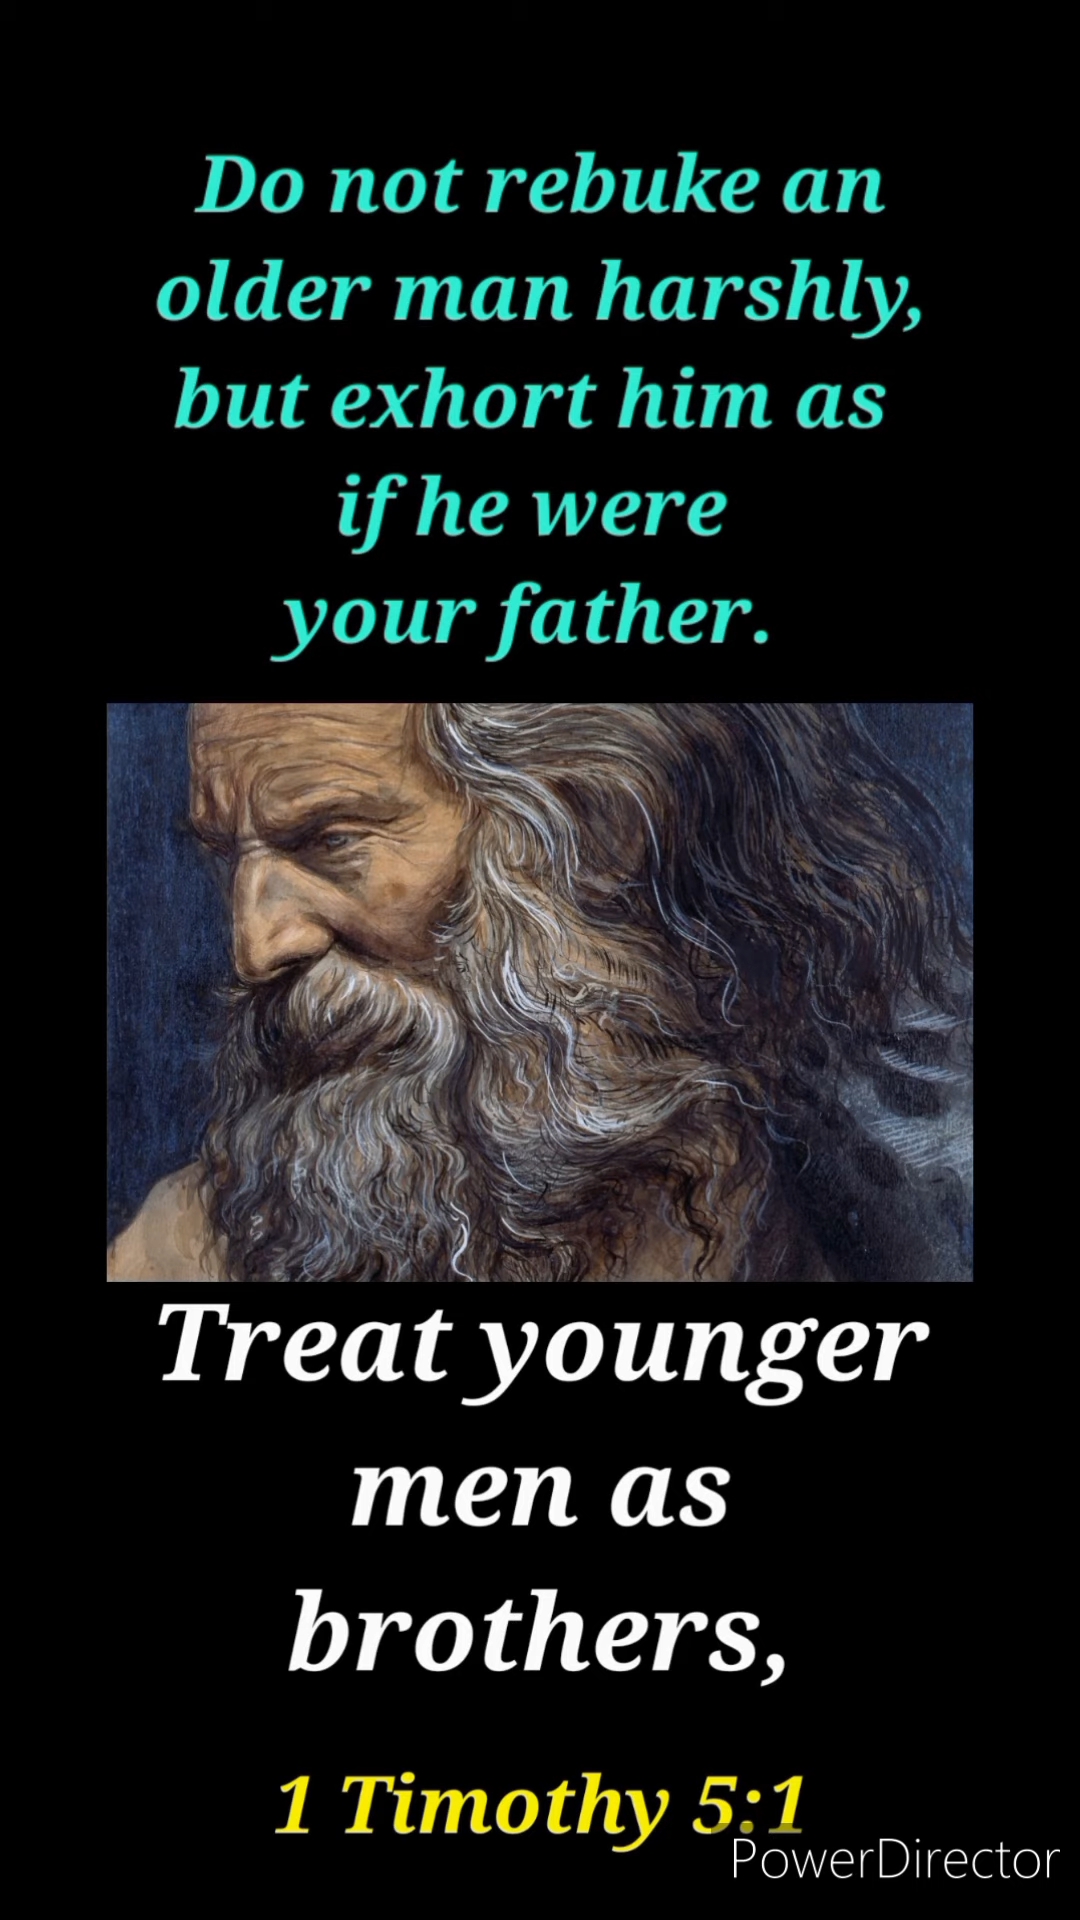 Do not rebuke an
older man harshly,
but exhort him as
if he were
your father.
Treat younger
men as
brothers,
1 Timothy 5:1
PowerDirector